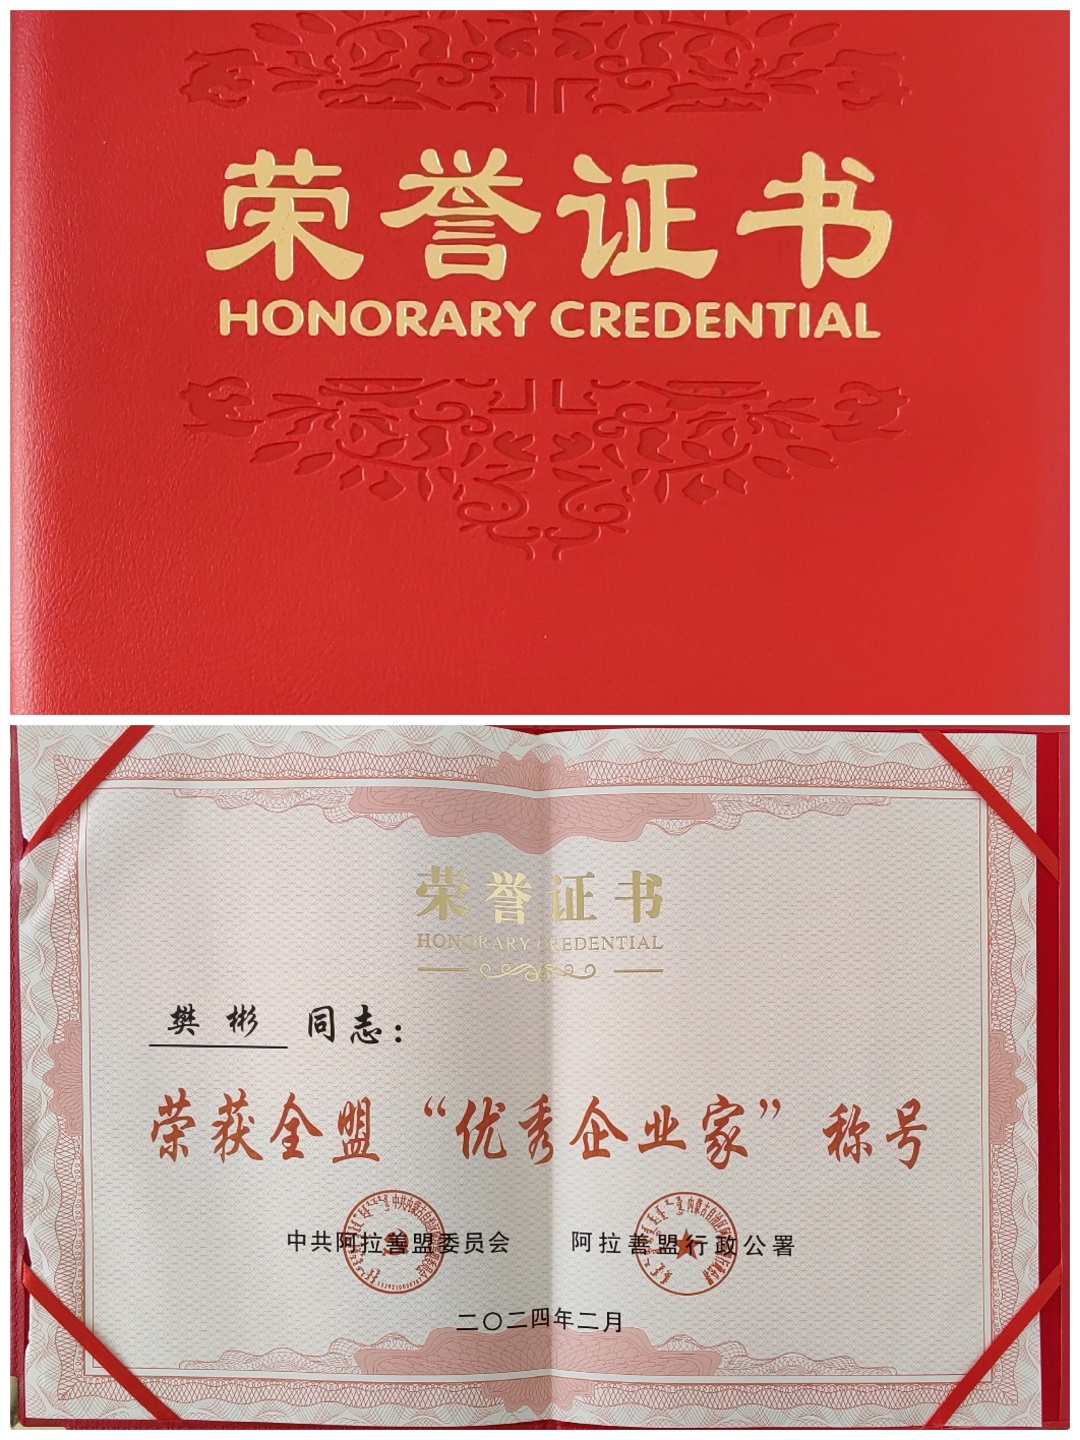 荣誉证书
HONORARY CREDENTIAL
荣誉证书
HONORARY CREDENTIAL
樊彬 同志：
荣获全盟“优秀企业家”称号
中共阿拉善盟委员会 阿拉善盟行政公署
二〇二四年二月